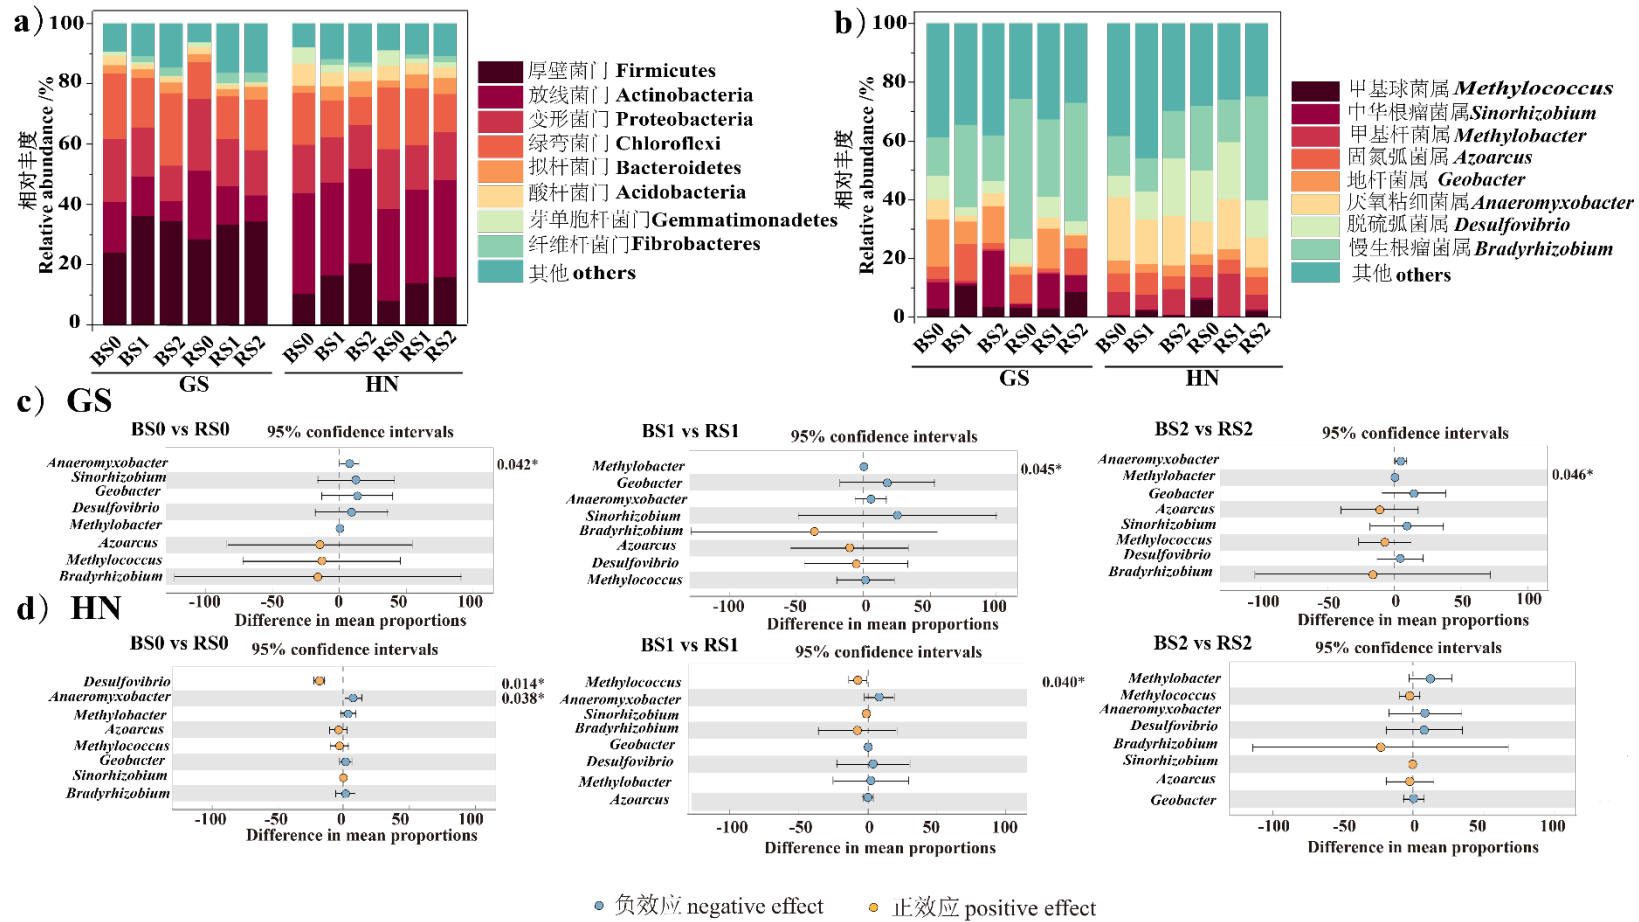 a)
100
80
60
40
20
0
相对丰度
Relative abundance /%
BS0 BS1 BS2 RS0 RS1 RS2
GS
BS0 BS1 BS2 RS0 RS1 RS2
HN
厚壁菌门 Firmicutes
放线菌门 Actinobacteria
变形菌门 Proteobacteria
绿弯菌门 Chloroflexi
拟杆菌门 Bacteroidetes
酸杆菌门 Acidobacteria
芽单胞杆菌门Gemmatimonadetes
纤维杆菌门Fibrobacteres
其他 others
b)
100
80
60
40
20
0
相对丰度
Relative abundance /%
BS0 BS1 BS2 RS0 RS1 RS2
GS
BS0 BS1 BS2 RS0 RS1 RS2
HN
甲基球菌属 Methylococcus
中华根瘤菌属Sinorhizobium
甲基杆菌属 Methylobacter
固氮弧菌属 Azoarcus
地杆菌属 Geobacter
厌氧粘细菌属Anaeromyxobacter
脱硫弧菌属 Desulfovibrio
慢生根瘤菌属 Bradyrhizobium
其他 others
c) GS
BS0 vs RS0
95% confidence intervals
Anaeromyxobacter 0.042*
Sinorhizobium
Geobacter
Desulfovibrio
Methylobacter
Azoarcus
Methylococcus
Bradyrhizobium
-100 -50 0 50 100
Difference in mean proportions
BS1 vs RS1
95% confidence intervals
Methylobacter 0.045*
Geobacter
Anaeromyxobacter
Sinorhizobium
Bradyrhizobium
Azoarcus
Desulfovibrio
Methylococcus
-100 -50 0 50 100
Difference in mean proportions
BS2 vs RS2
95% confidence intervals
Anaeromyxobacter
Methylobacter 0.046*
Geobacter
Azoarcus
Sinorhizobium
Methylococcus
Desulfovibrio
Bradyrhizobium
-100 -50 0 50 100
Difference in mean proportions
d) HN
BS0 vs RS0
95% confidence intervals
Desulfovibrio 0.014*
Anaeromyxobacter 0.038*
Methylobacter
Azoarcus
Methylococcus
Geobacter
Sinorhizobium
Bradyrhizobium
-100 -50 0 50 100
Difference in mean proportions
BS1 vs RS1
95% confidence intervals
Methylococcus 0.040*
Anaeromyxobacter
Sinorhizobium
Bradyrhizobium
Geobacter
Desulfovibrio
Methylobacter
Azoarcus
-100 -50 0 50 100
Difference in mean proportions
BS2 vs RS2
95% confidence intervals
Methylobacter
Methylococcus
Anaeromyxobacter
Desulfovibrio
Bradyrhizobium
Sinorhizobium
Azoarcus
Geobacter
-100 -50 0 50 100
Difference in mean proportions
负效应 negative effect
正效应 positive effect